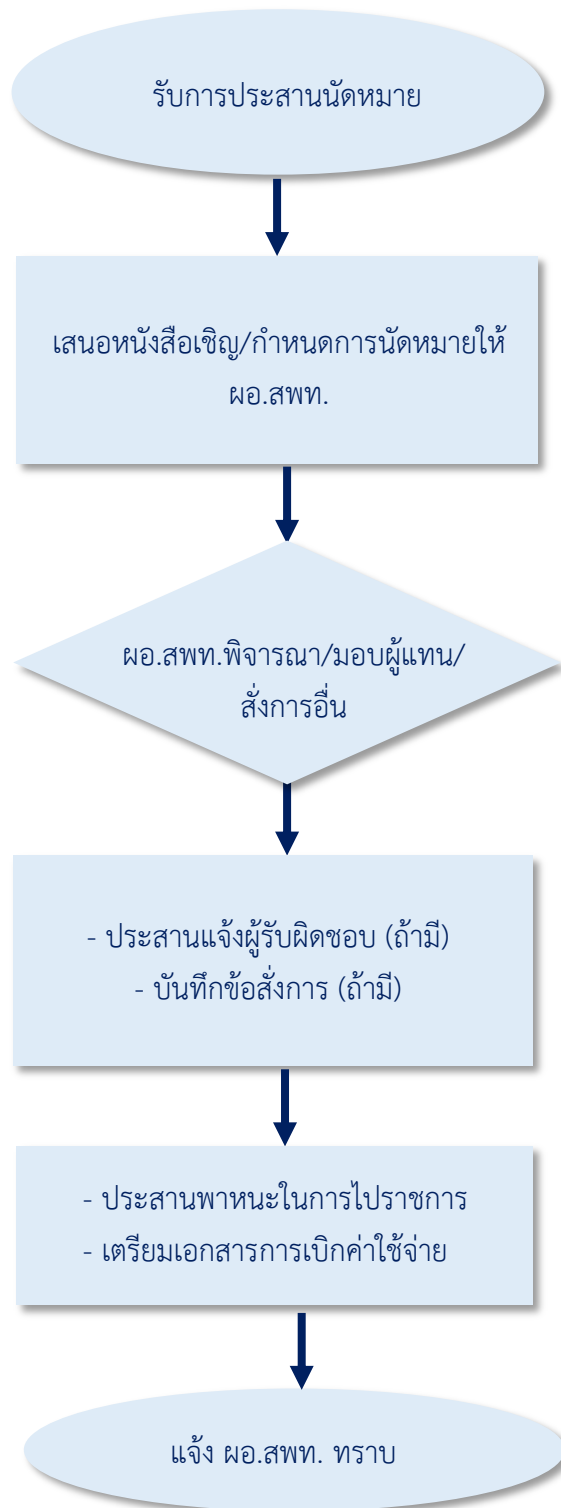 รับการประสานนัดหมาย
เสนอหนังสือเชิญ/กำหนดการนัดหมายให้
ผอ.สพท.
ผอ.สพท.พิจารณา/มอบผู้แทน/
สั่งการอื่น
- ประสานแจ้งผู้รับผิดชอบ (ถ้ามี)
- บันทึกข้อสั่งการ (ถ้ามี)
- ประสานพาหนะในการไปราชการ
- เตรียมเอกสารการเบิกค่าใช้จ่าย
แจ้ง ผอ.สพท. ทราบ